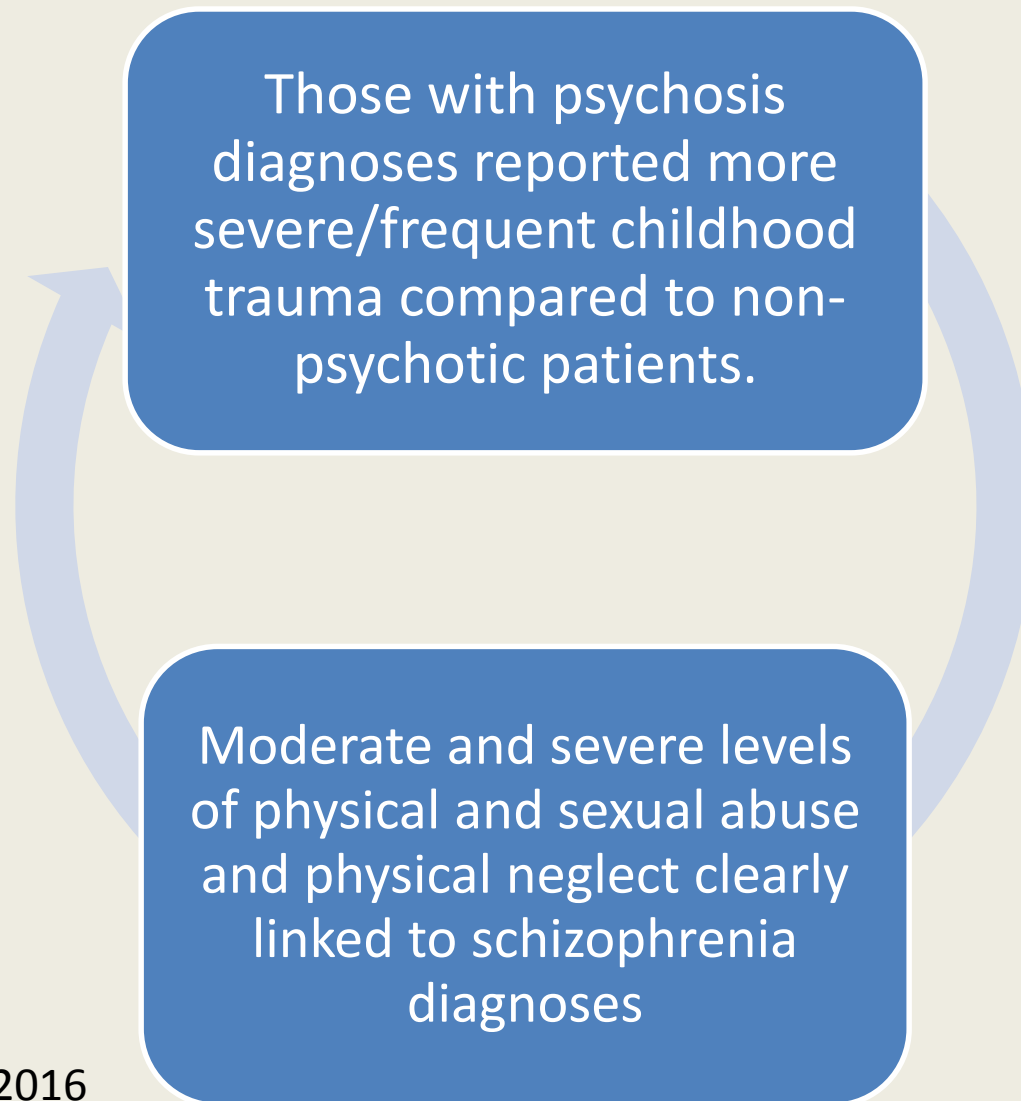 Those with psychosis
diagnoses reported more
severe/frequent childhood
trauma compared to non-
psychotic patients.
Moderate and severe levels
of physical and sexual abuse
and physical neglect clearly
linked to schizophrenia
diagnoses
2016